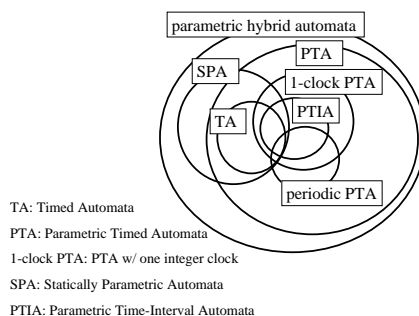 parametric hybrid automata
PTA
SPA
1-clock PTA
PTIA
TA
periodic PTA
TA: Timed Automata
PTA: Parametric Timed Automata
1-clock PTA: PTA w/ one integer clock
SPA: Statically Parametric Automata
PTIA: Parametric Time-Interval Automata